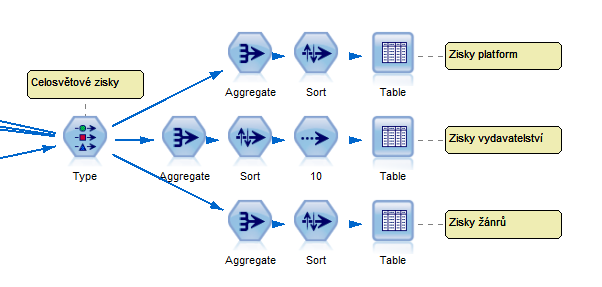 Zisky platform
Aggregate
Sort
Table
Celosvětové zisky
Type
Zisky vydavatelství
Aggregate
Sort
10
Table
Zisky žánrů
Aggregate
Sort
Table